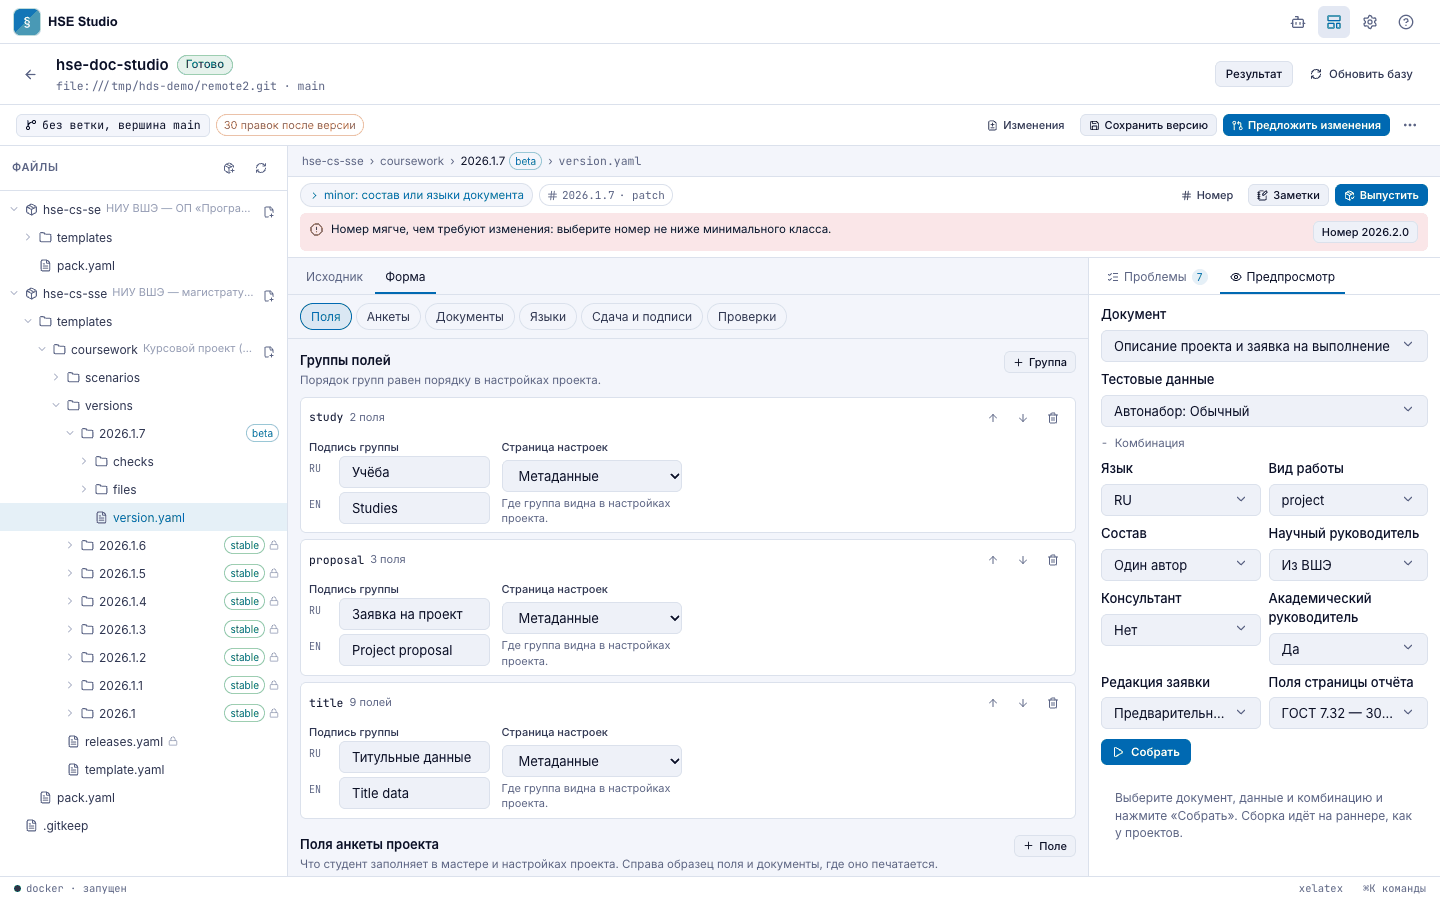 § HSE Studio
hse-doc-studio Готово
file:///tmp/hds-demo/remote2.git · main
Результат
Обновить базу
без ветки, вершина main
30 правок после версии
Изменения
Сохранить версию
Предложить изменения
ФАЙЛЫ
hse-cs-se НИУ ВШЭ — ОП «Програ...
templates
pack.yaml
hse-cs-sse НИУ ВШЭ — магистрату...
templates
coursework Курсовой проект (...
scenarios
versions
2026.1.7 beta
checks
files
version.yaml
2026.1.6 stable
2026.1.5 stable
2026.1.4 stable
2026.1.3 stable
2026.1.2 stable
2026.1.1 stable
2026.1 stable
releases.yaml
template.yaml
pack.yaml
.gitkeep
hse-cs-sse › coursework › 2026.1.7 beta › version.yaml
› minor: состав или языки документа
# 2026.1.7 · patch
# Номер
Заметки
Выпустить
Номер мягче, чем требуют изменения: выберите номер не ниже минимального класса.
Номер 2026.2.0
Исходник
Форма
Поля
Анкеты
Документы
Языки
Сдача и подписи
Проверки
Группы полей
+ Группа
Порядок групп равен порядку в настройках проекта.
study 2 поля
Подпись группы
Страница настроек
RU Учёба
Метаданные
EN Studies
Где группа видна в настройках
проекта.
proposal 3 поля
Подпись группы
Страница настроек
RU Заявка на проект
Метаданные
EN Project proposal
Где группа видна в настройках
проекта.
title 9 полей
Подпись группы
Страница настроек
RU Титульные данные
Метаданные
EN Title data
Где группа видна в настройках
проекта.
Поля анкеты проекта
+ Поле
Что студент заполняет в мастере и настройках проекта. Справа образец поля и документы, где оно печатается.
Проблемы 7
Предпросмотр
Документ
Описание проекта и заявка на выполнение
Тестовые данные
Автонабор: Обычный
- Комбинация
Язык
Вид работы
RU
project
Состав
Научный руководитель
Один автор
Из ВШЭ
Консультант
Академический
руководитель
Нет
Да
Редакция заявки
Поля страницы отчёта
Предварительн...
ГОСТ 7.32 — 30...
Собрать
Выберите документ, данные и комбинацию и
нажмите «Собрать». Сборка идёт на раннере, как
у проектов.
docker · запущен
xelatex
⌘K команды